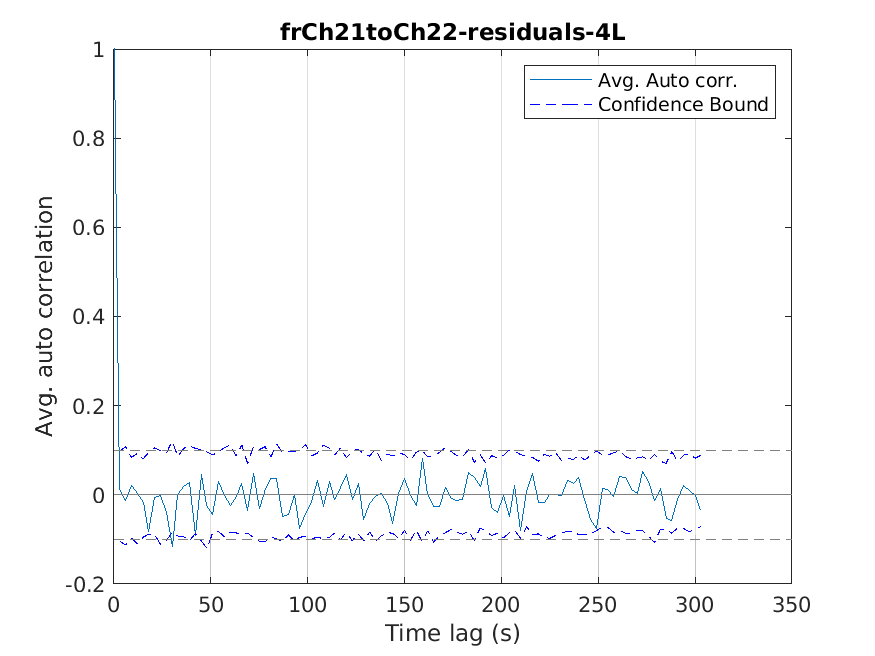 frCh21toCh22-residuals-4L
Avg. Auto corr.
Confidence Bound
Avg. auto correlation
1
0.8
0.6
0.4
0.2
0
-0.2
0 50 100 150 200 250 300 350
Time lag (s)